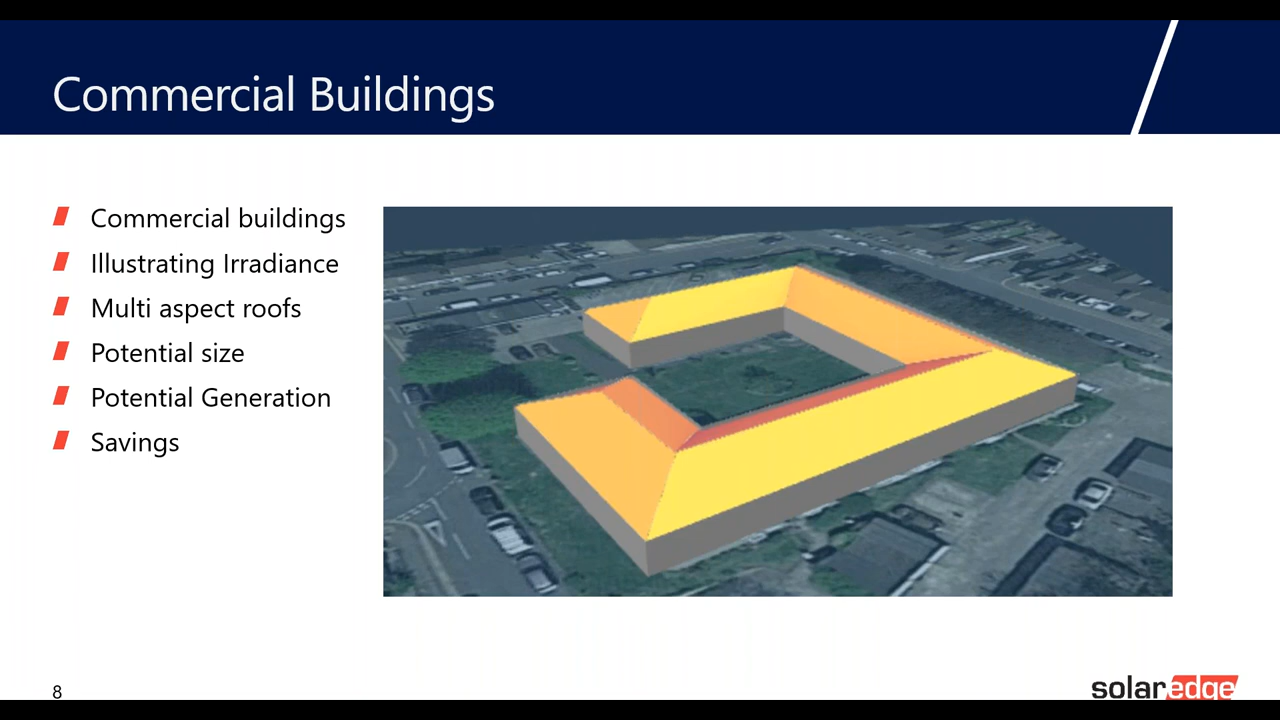 Commercial Buildings
Commercial buildings
Illustrating Irradiance
Multi aspect roofs
Potential size
Potential Generation
Savings
8
solaredge